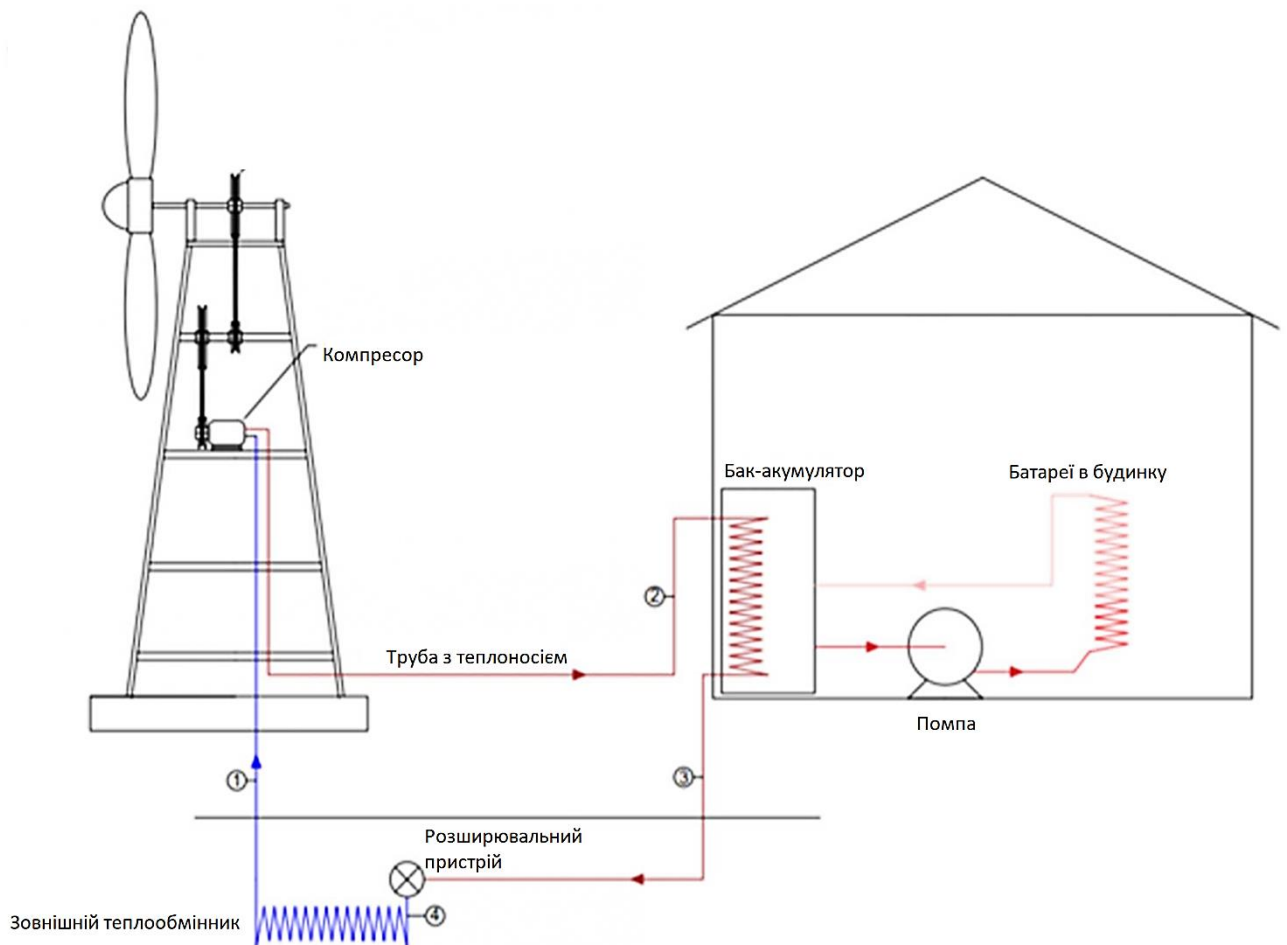 Компресор
Бак-акумулятор
Батареї в будинку
2
Труба з теплоносієм
Помпа
1
3
Розширювальний
пристрій
4
Зовнішній теплообмінник